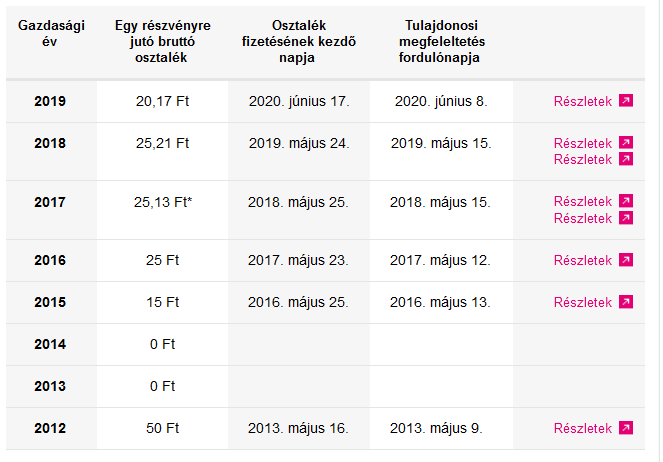 Gazdasági év
Egy részvényre jutó bruttó osztalék
Osztalék fizetésének kezdő napja
Tulajdonosi megfeleltetés fordulónapja
2019 20,17 Ft 2020. június 17. 2020. június 8. Részletek
2018 25,21 Ft 2019. május 24. 2019. május 15. Részletek
Részletek
2017 25,13 Ft* 2018. május 25. 2018. május 15. Részletek
Részletek
2016 25 Ft 2017. május 23. 2017. május 12. Részletek
2015 15 Ft 2016. május 25. 2016. május 13. Részletek
2014 0 Ft
2013 0 Ft
2012 50 Ft 2013. május 16. 2013. május 9. Részletek